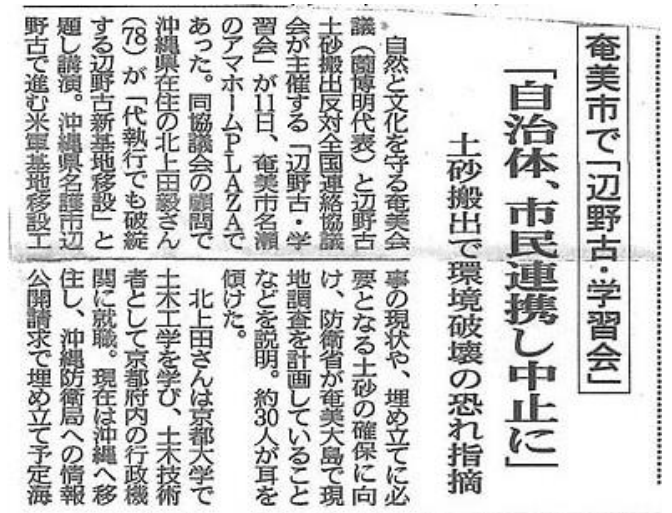 奄美市で「辺野古・学習会」
「自治体、市民連携し中止に」
土砂搬出で環境破壊の恐れ指摘
自然と文化を守る奄美会
議（薗博明代表）と辺野古
土砂搬出反対全国連絡協議
会が主催する「辺野古・学
習会」が11日、奄美市名瀬
のアマホームPLAZAで
あった。同協議会の顧問で
沖縄県在住の北上田毅さん
（78）が「代執行でも破綻
する辺野古新基地移設」と
題し講演。沖縄県名護市辺
野古で進む米軍基地移設工
事の現状や、埋め立てに必
要となる土砂の確保に向
け、防衛省が奄美大島で現
地調査を計画していること
などを説明。約30人が耳を
傾けた。
北上田さんは京都大学で
土木工学を学び、土木技術
者として京都府内の行政機
関に就職。現在は沖縄へ移
住し、沖縄防衛局への情報
公開請求で埋め立て予定海